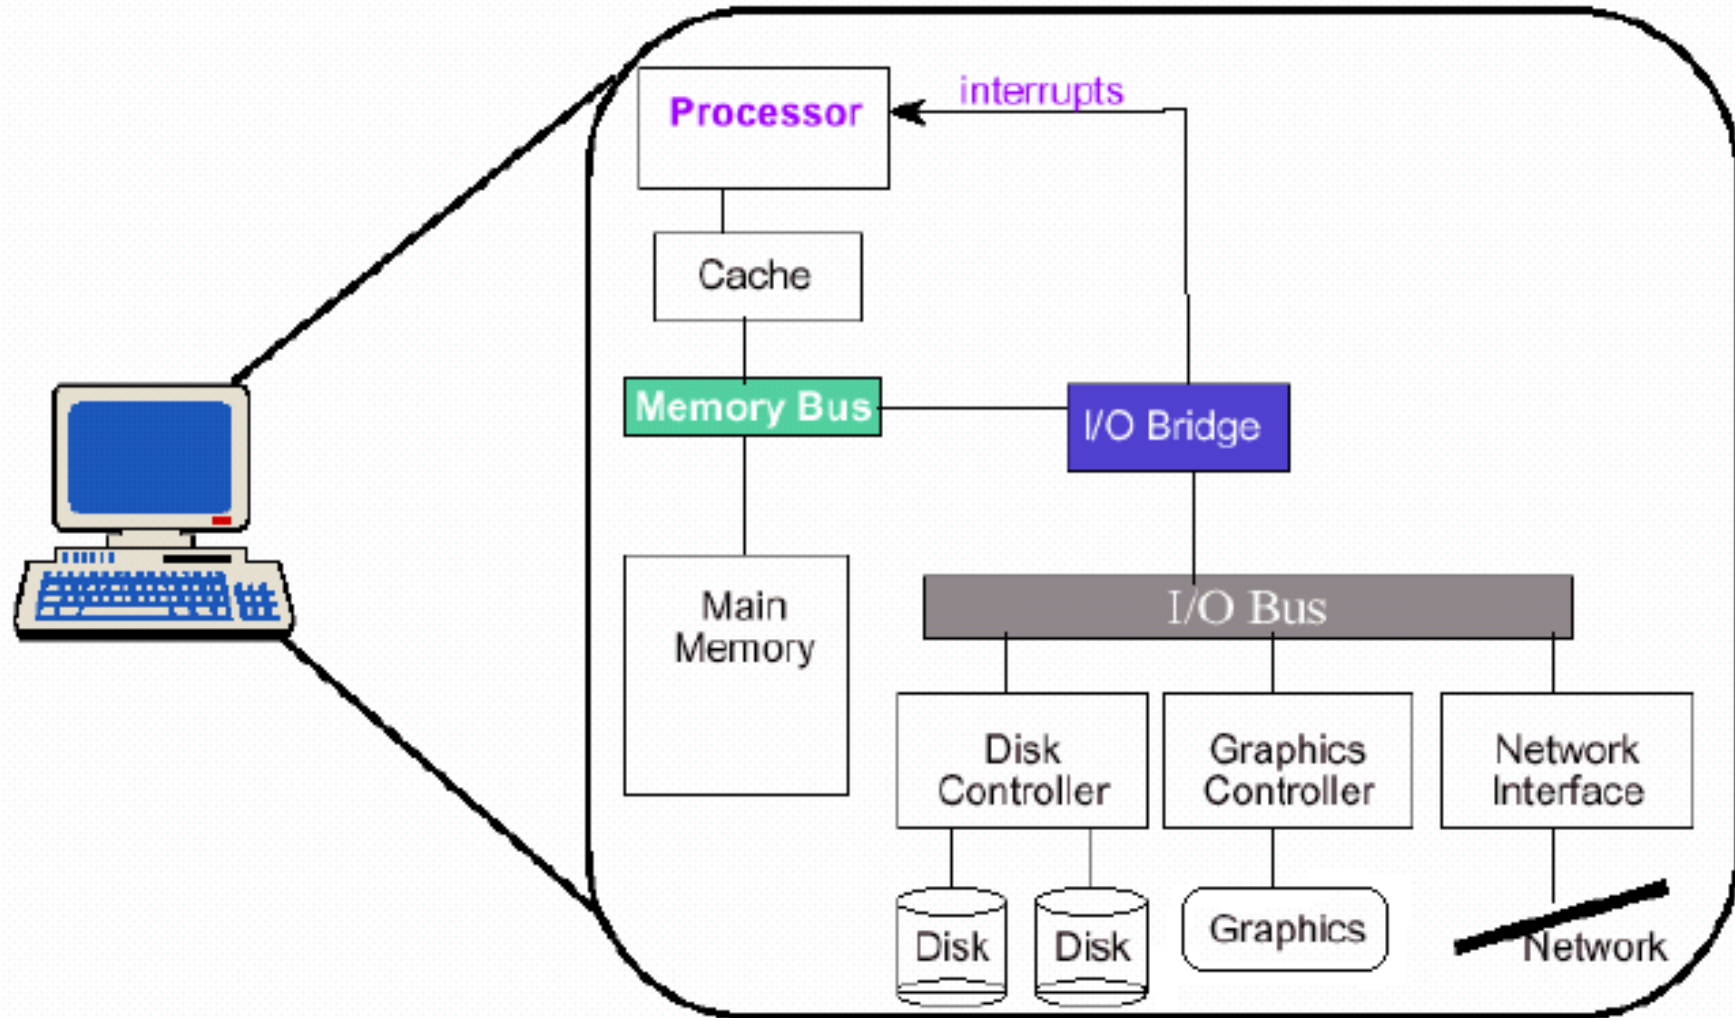 interrupts
Processor
Cache
Memory Bus
I/O Bridge
Main
Memory
I/O Bus
Disk
Controller
Graphics
Controller
Network
Interface
Disk
Disk
Graphics
Network